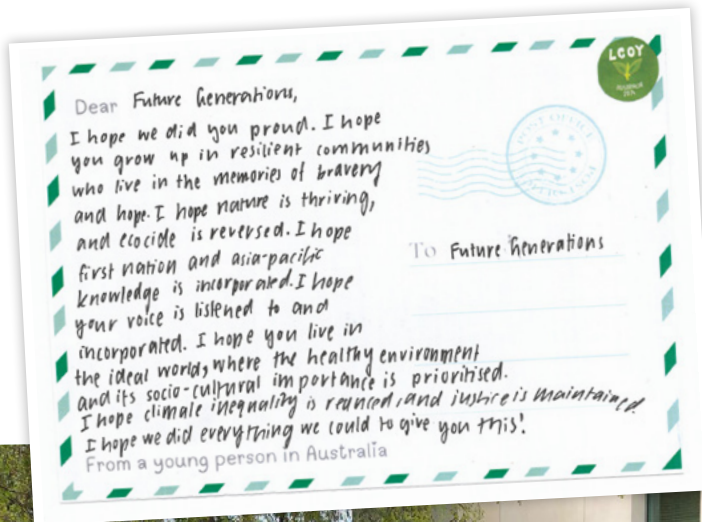 LCOY
AUSTRALIA
Dear Future Generations,
I hope we did you proud. I hope
you grow up in resilient communities
who live in the memories of bravery
and hope. I hope nature is thriving,
and ecocide is reversed. I hope
first nation and asia-pacific
knowledge is incorporated. I hope
your voice is listened to and
incorporated. I hope you live in
the ideal world, where the healthy environment
and its socio-cultural importance is prioritised.
I hope climate inequality is reduced, and justice is maintained.
I hope we did everything we could to give you this!
From a young person in Australia
POST OFFICE
To Future Generations